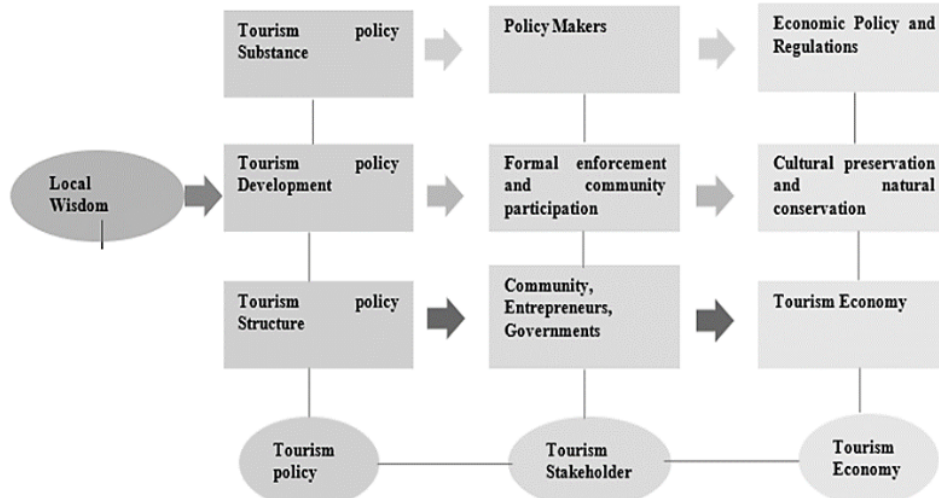 Tourism policy
Substance
Policy Makers
Economic Policy and
Regulations
Local
Wisdom
Tourism policy
Development
Formal enforcement
and community
participation
Cultural preservation
and natural
conservation
Tourism policy
Structure
Community,
Entrepreneurs,
Governments
Tourism Economy
Tourism
policy
Tourism
Stakeholder
Tourism
Economy